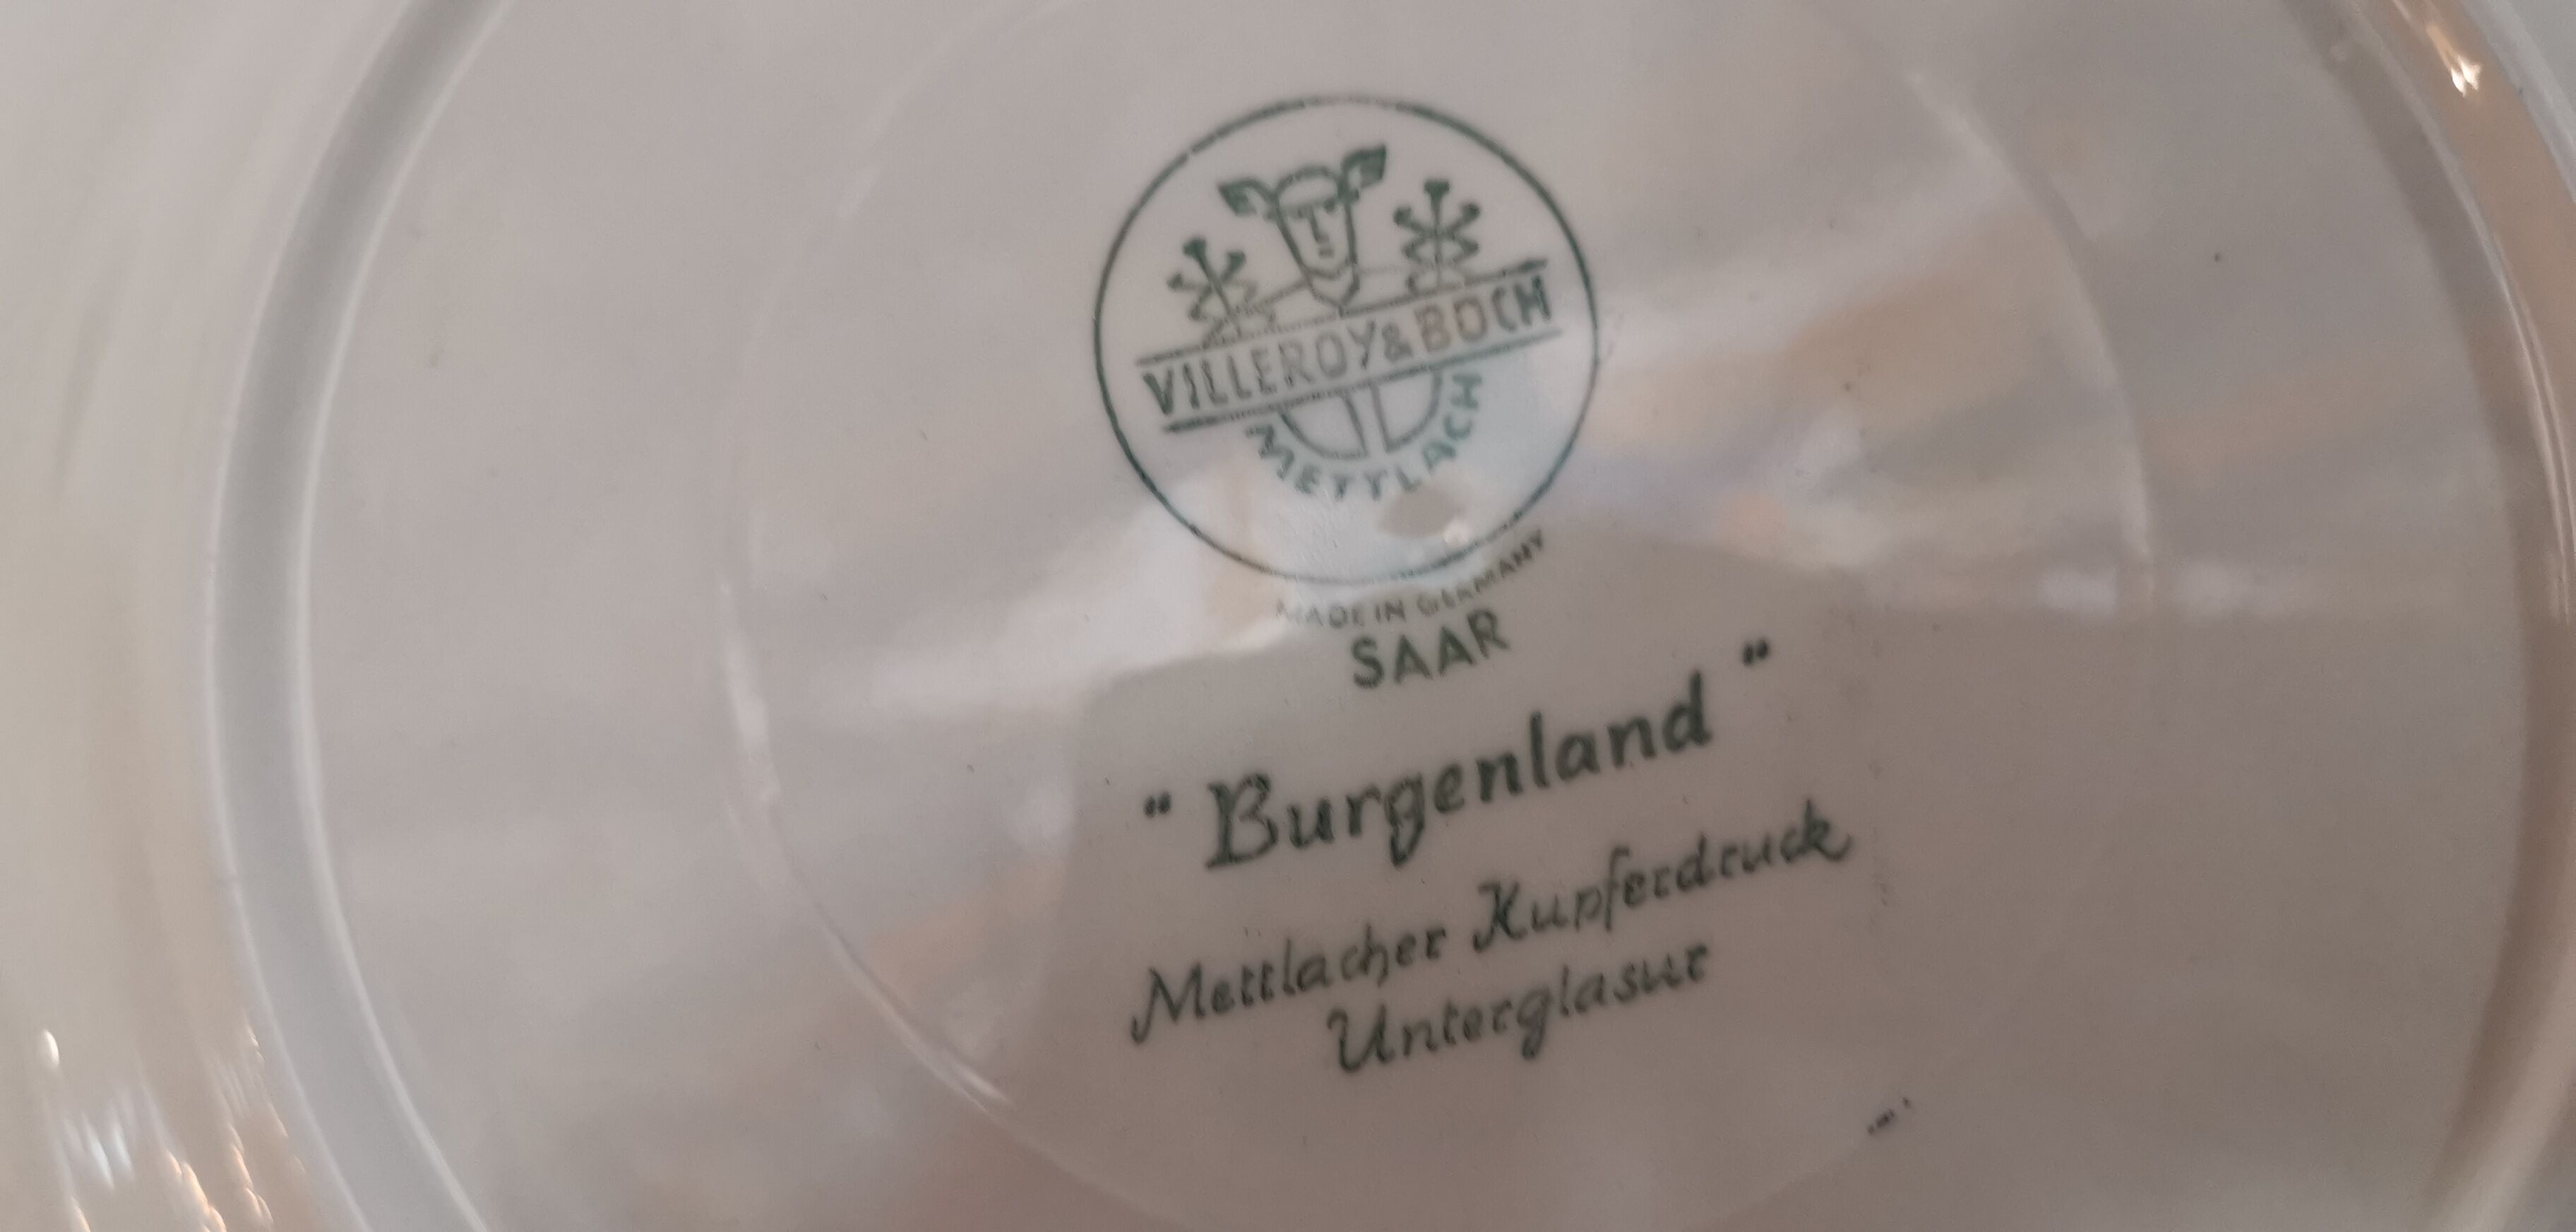 VILLEROY & BOCH
METTLACH
MADE IN GERMANY
SAAR
“ Burgenland ”
Mettlacher Kupferdruck
Unterglasur